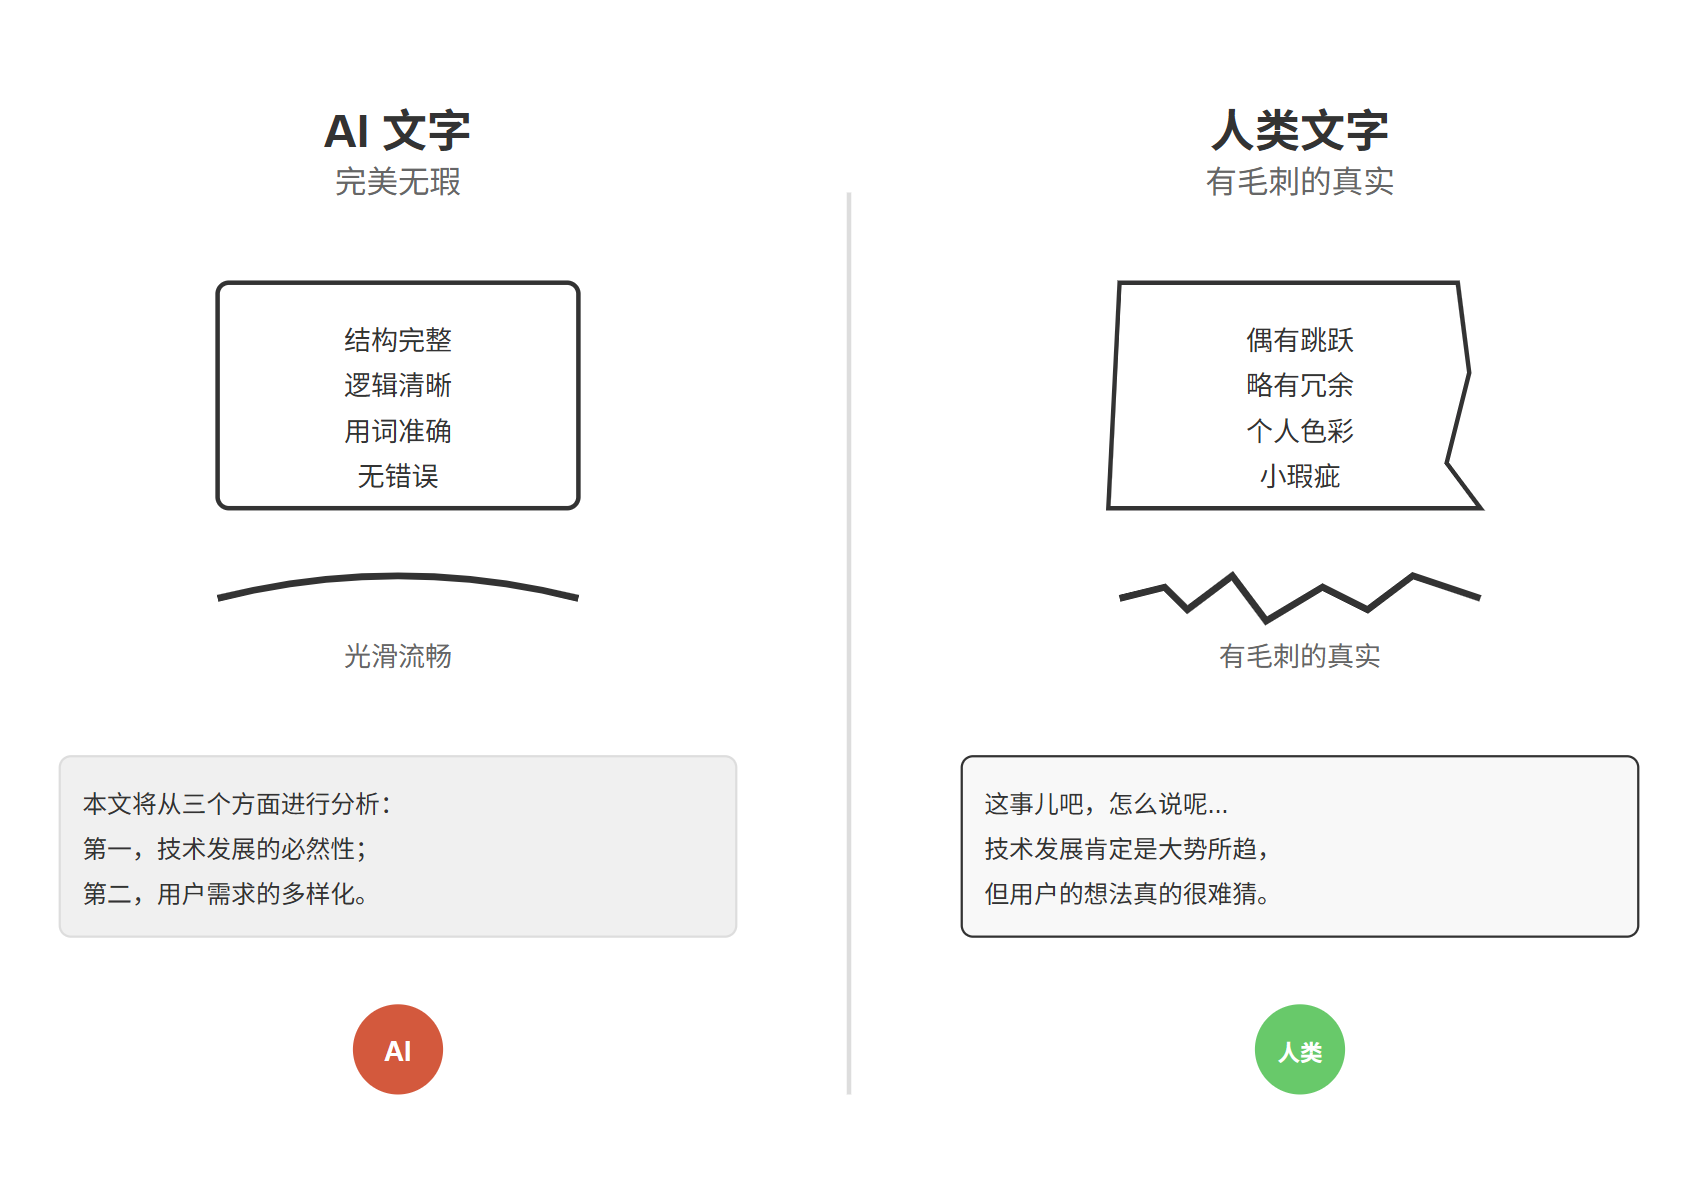 AI 文字
完美无瑕
结构完整
逻辑清晰
用词准确
无错误
光滑流畅
本文将从三个方面进行分析：
第一，技术发展的必然性；
第二，用户需求的多样化。
AI
人类文字
有毛刺的真实
偶有跳跃
略有冗余
个人色彩
小瑕疵
有毛刺的真实
这事儿吧，怎么说呢...
技术发展肯定是大势所趋，
但用户的想法真的很难猜。
人类